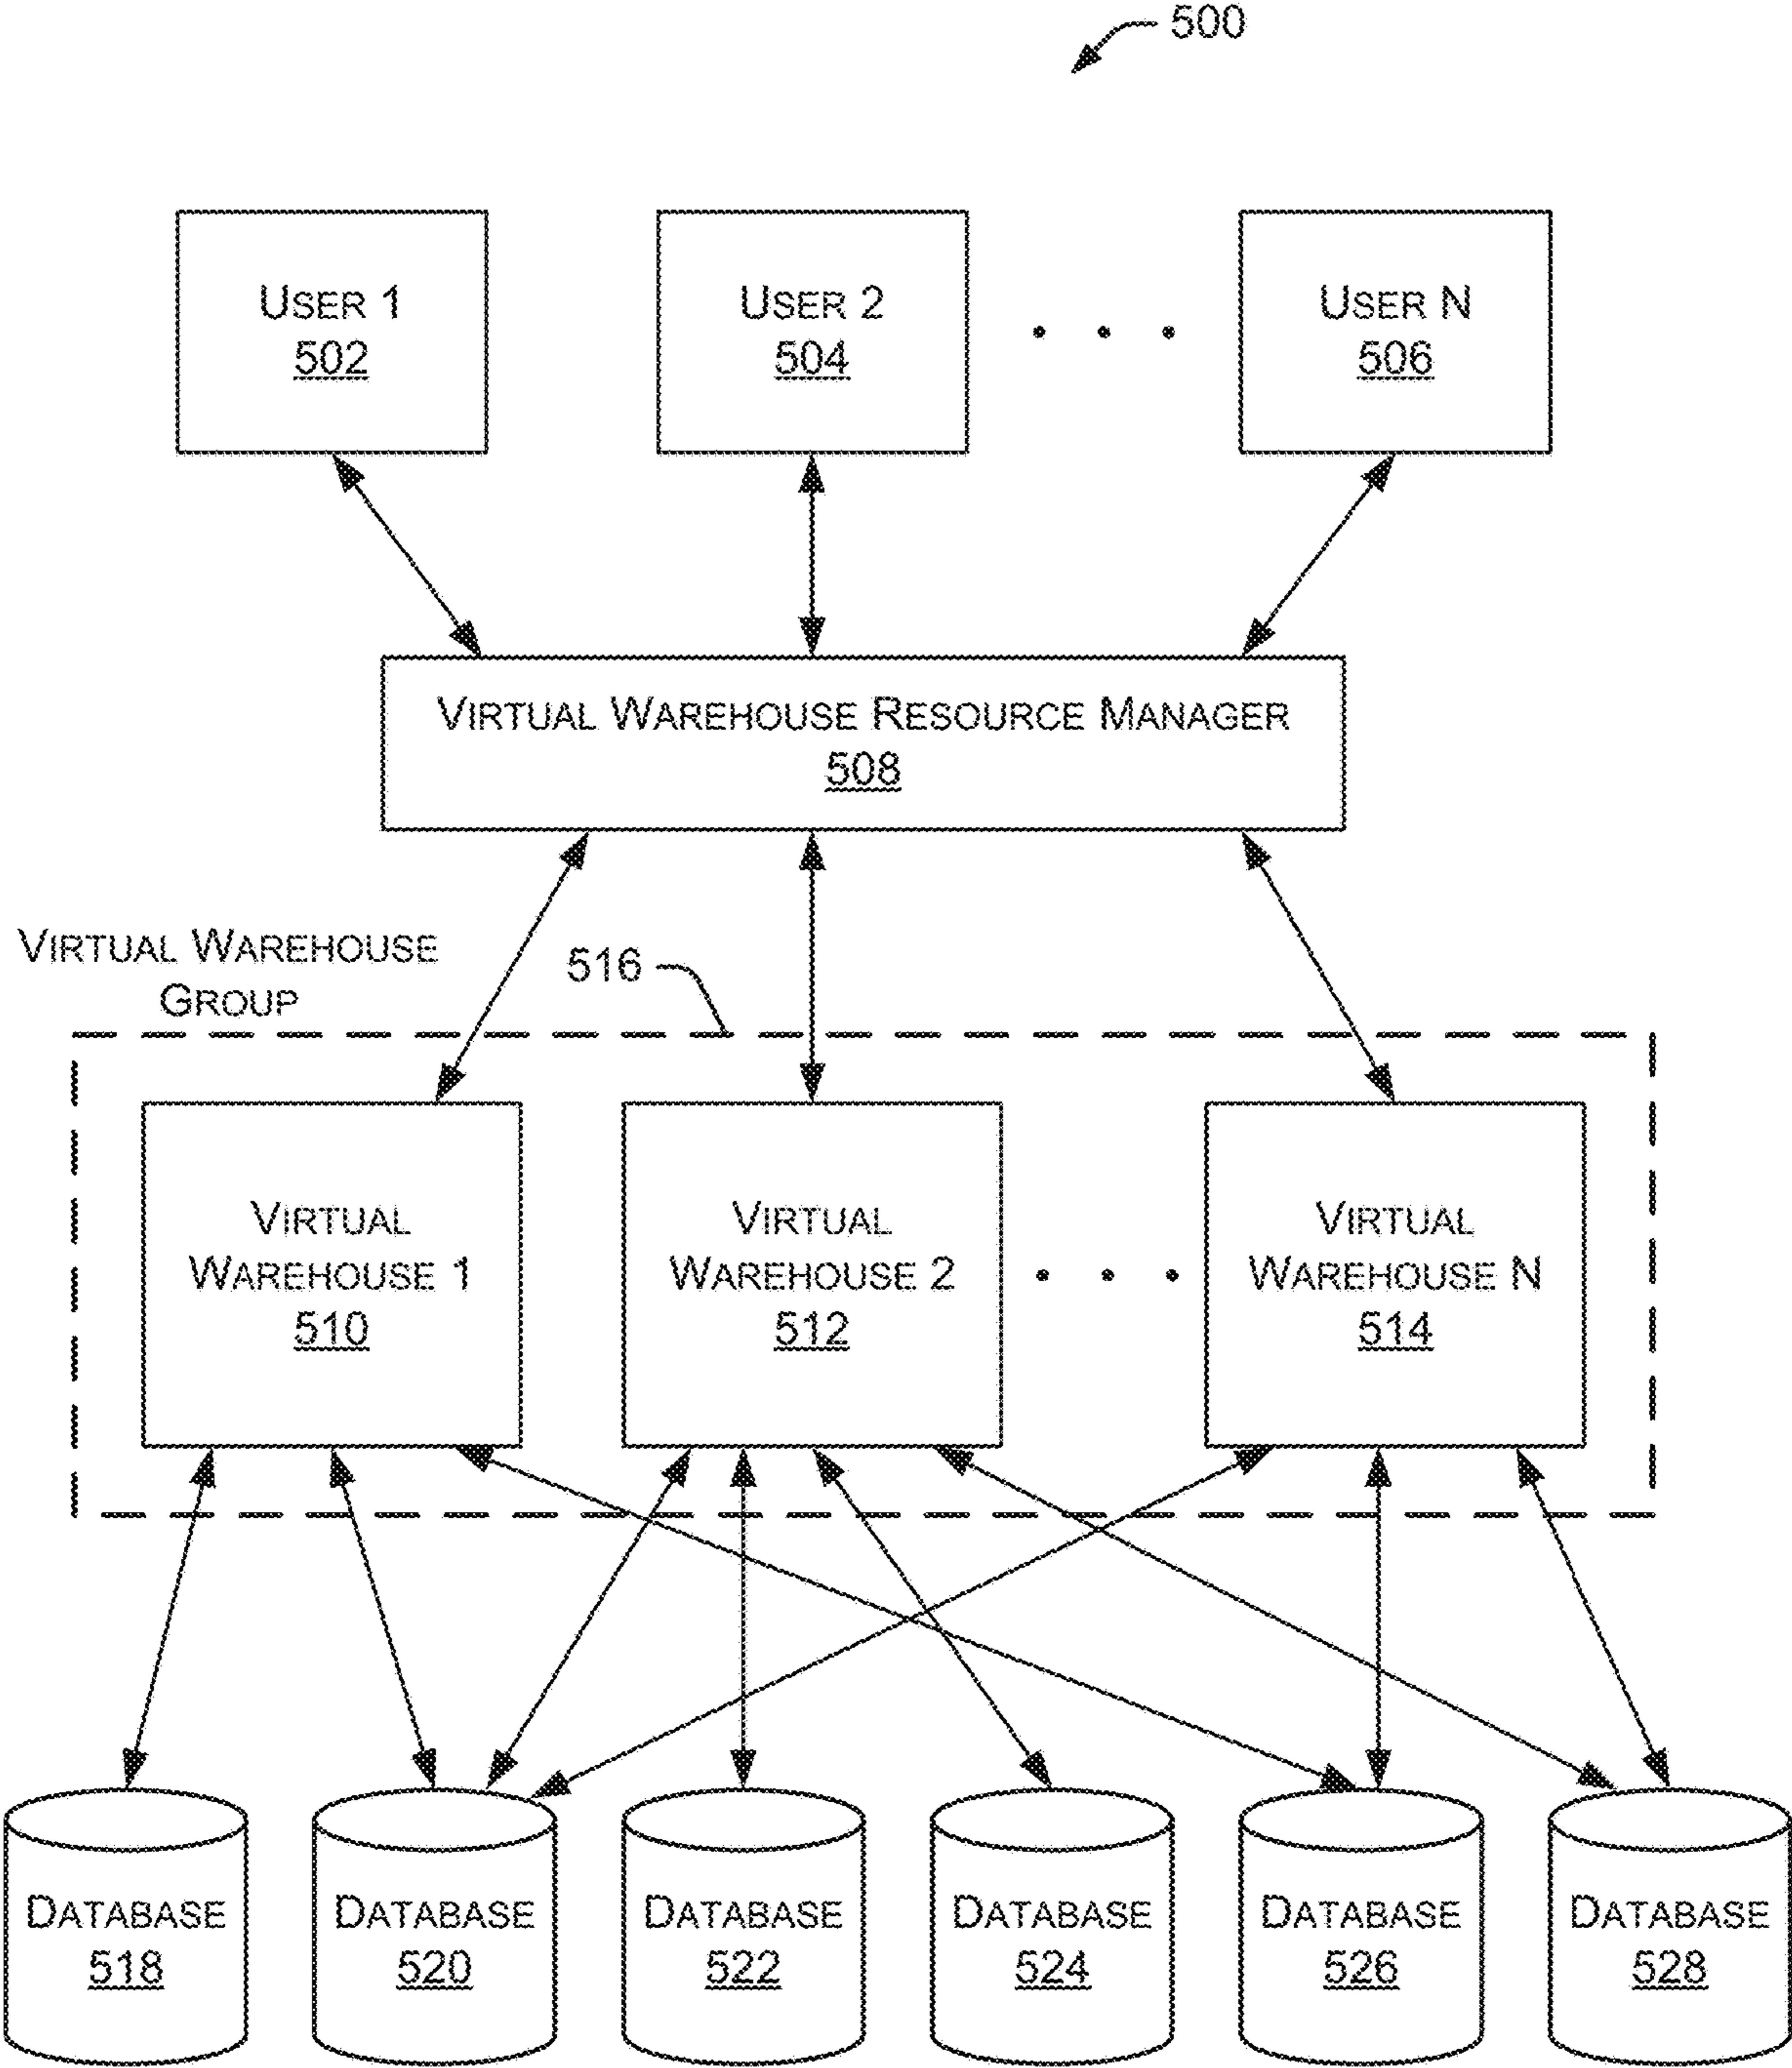 500
USER 1
502
USER 2
504
USER N
506
VIRTUAL WAREHOUSE RESOURCE MANAGER
508
VIRTUAL WAREHOUSE
GROUP
516
VIRTUAL
WAREHOUSE 1
510
VIRTUAL
WAREHOUSE 2
512
VIRTUAL
WAREHOUSE N
514
DATABASE
518
DATABASE
520
DATABASE
522
DATABASE
524
DATABASE
526
DATABASE
528